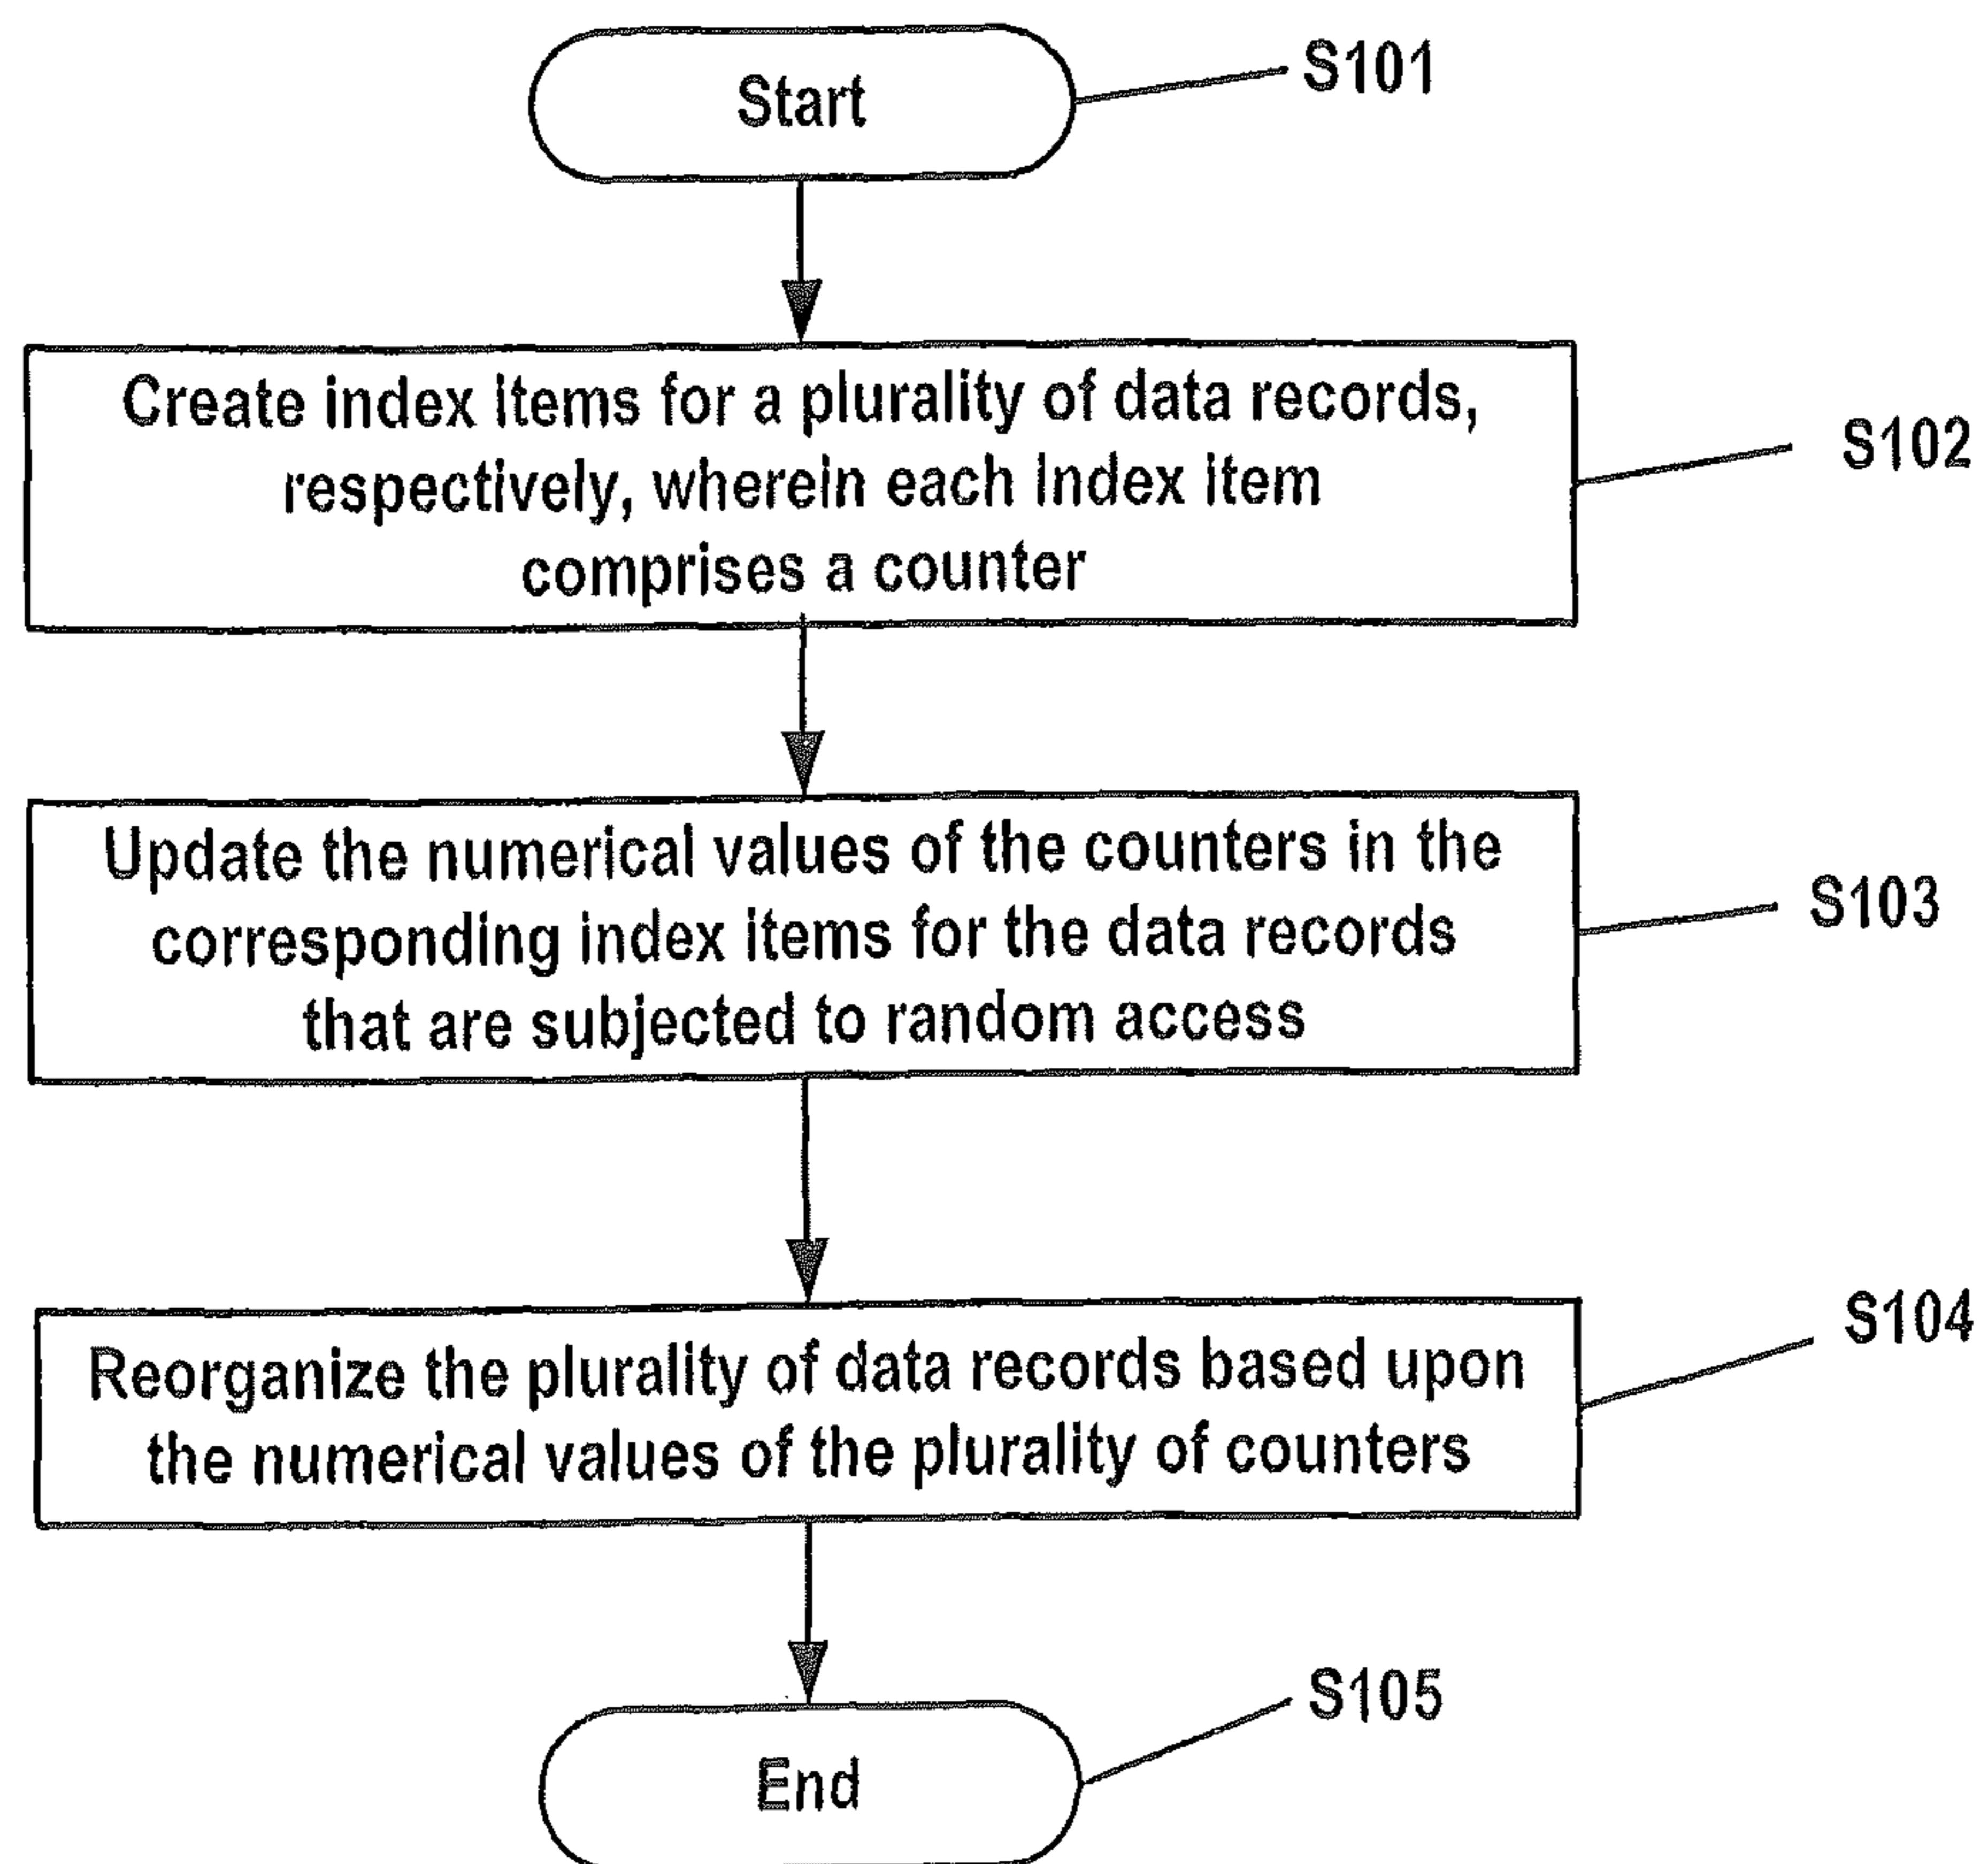 Start
S101
Create index items for a plurality of data records,
respectively, wherein each index item
comprises a counter
S102
Update the numerical values of the counters in the
corresponding index items for the data records
that are subjected to random access
S103
Reorganize the plurality of data records based upon
the numerical values of the plurality of counters
S104
End
S105